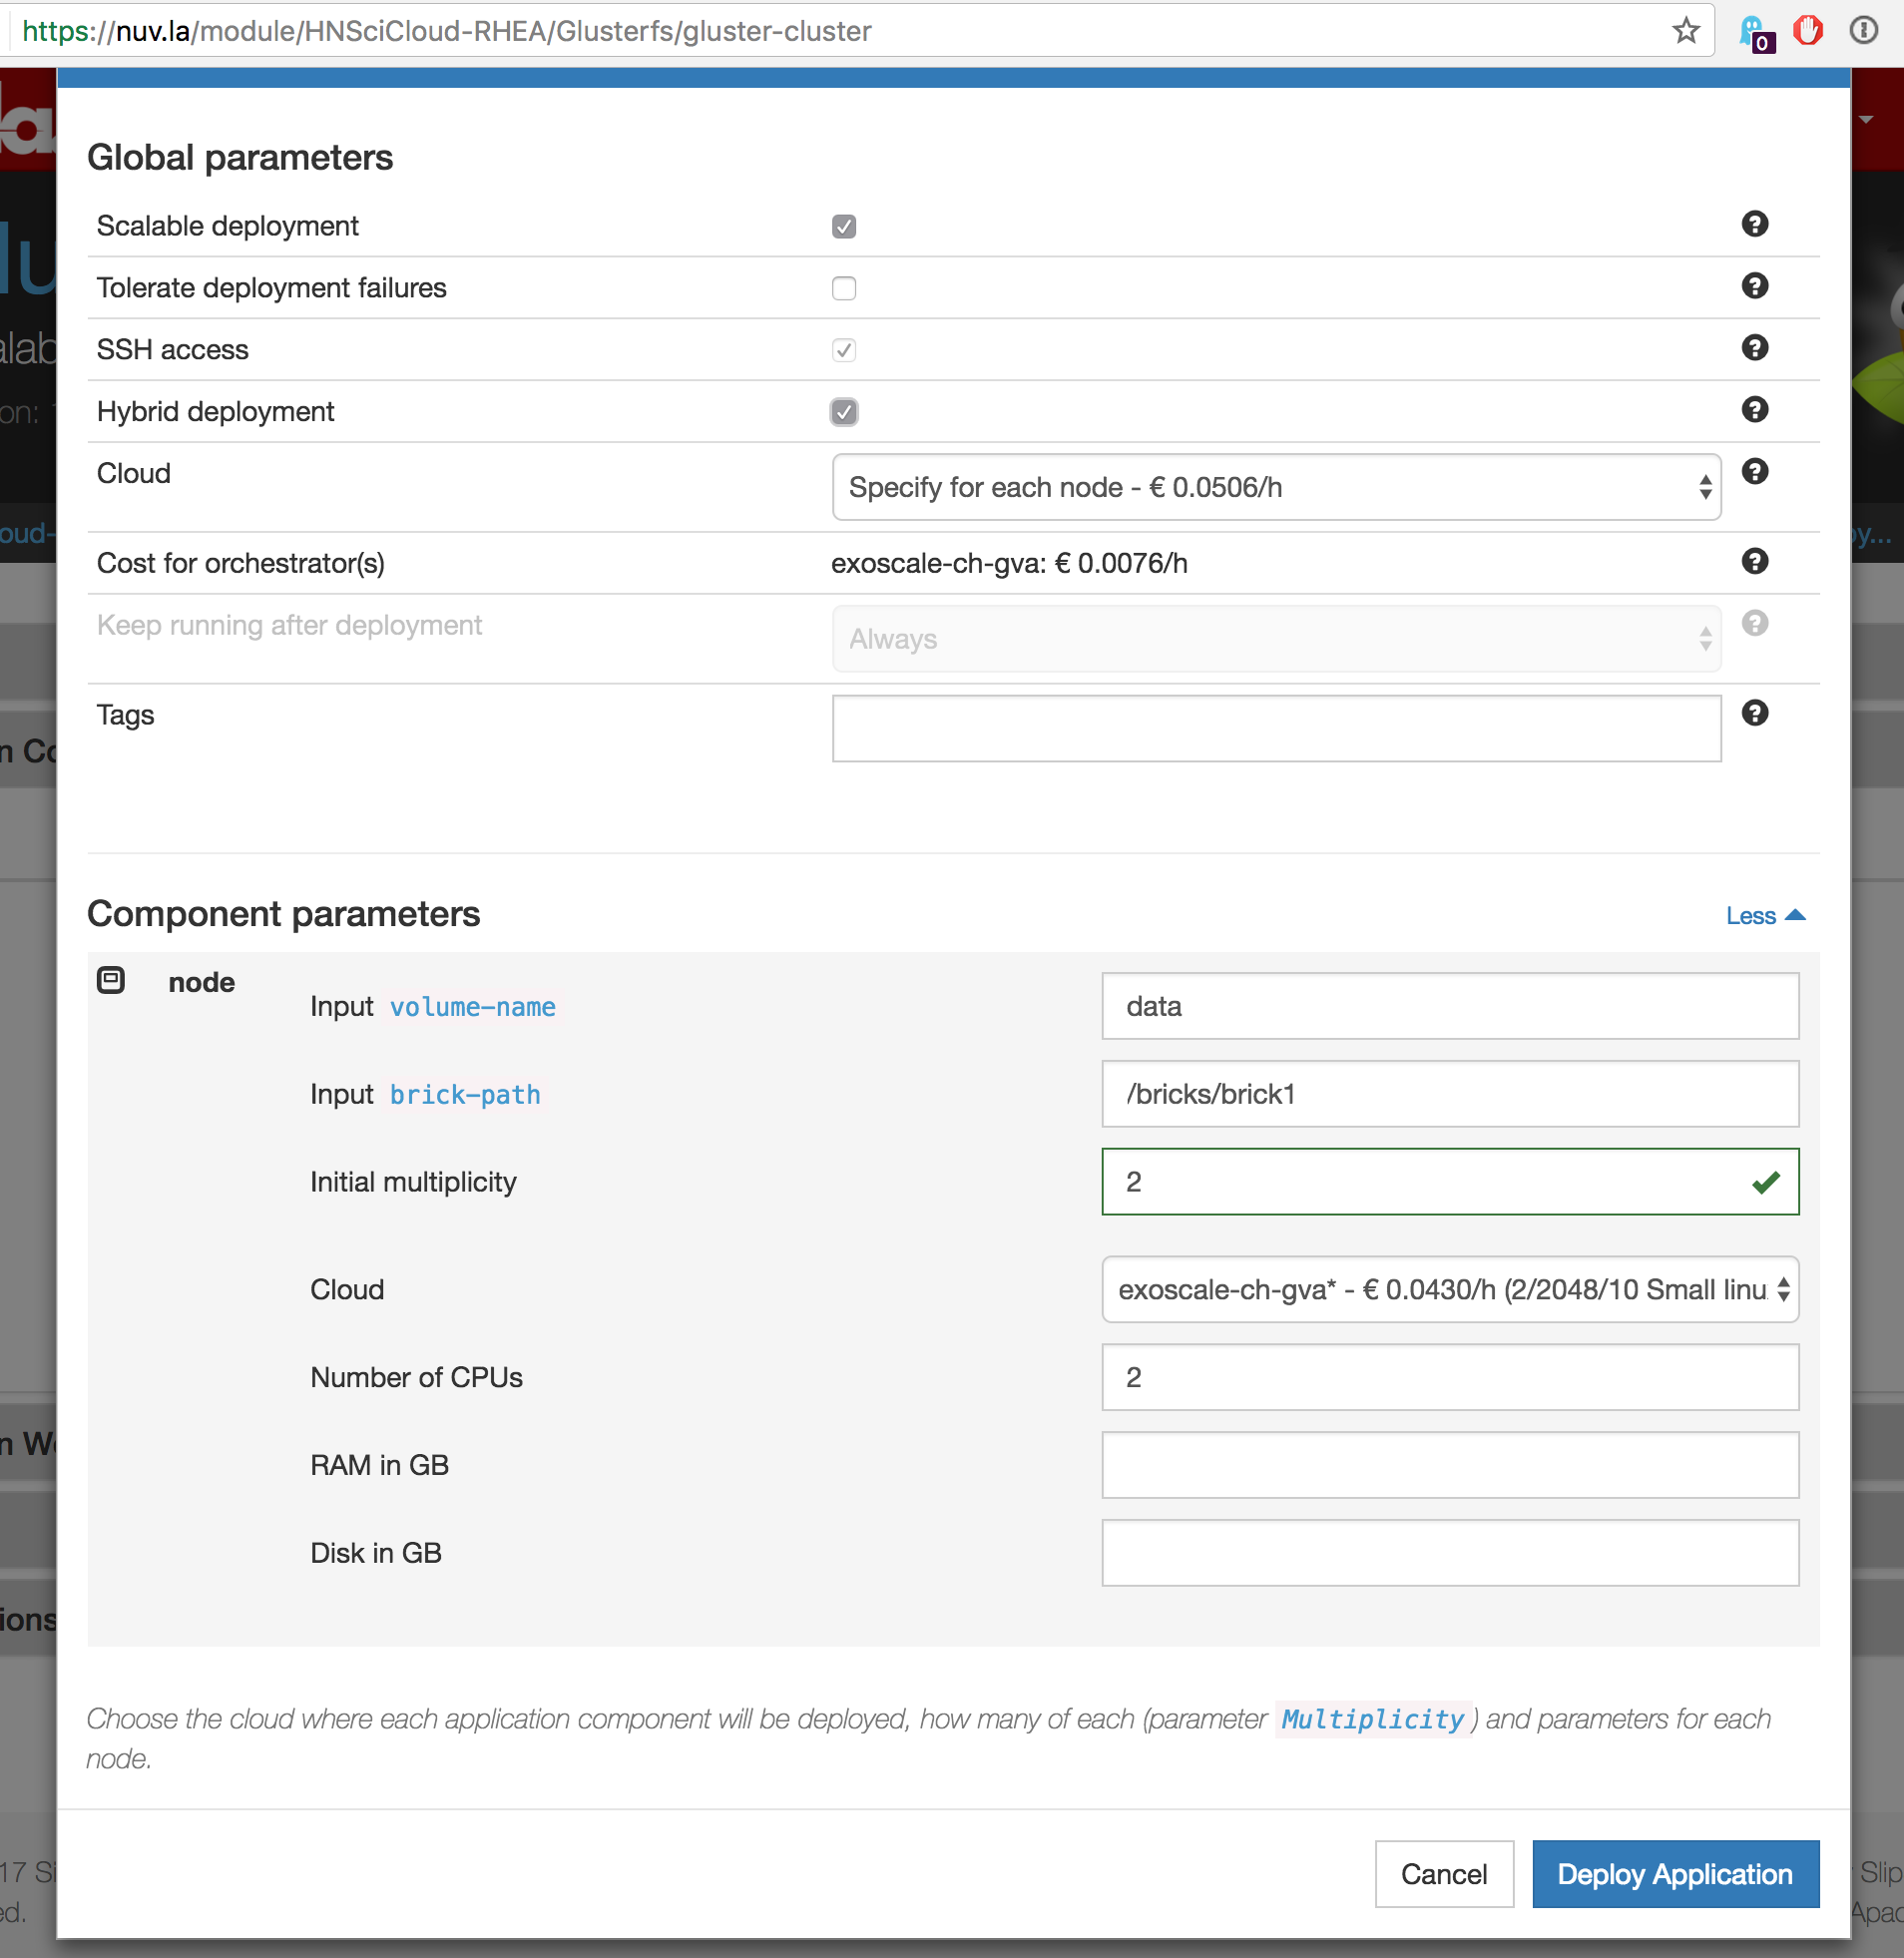 https://nuv.la/module/HNSciCloud-RHEA/Glusterfs/gluster-cluster
0
Global parameters
Scalable deployment
Tolerate deployment failures
SSH access
Hybrid deployment
Cloud
Specify for each node - € 0.0506/h
Cost for orchestrator(s)
exoscale-ch-gva: € 0.0076/h
Keep running after deployment
Always
Tags
Component parameters
Less
node
Input volume-name
data
Input brick-path
/bricks/brick1
Initial multiplicity
2
Cloud
exoscale-ch-gva* - € 0.0430/h (2/2048/10 Small linu
Number of CPUs
2
RAM in GB
Disk in GB
Choose the cloud where each application component will be deployed, how many of each (parameter Multiplicity) and parameters for each
node.
Cancel
Deploy Application